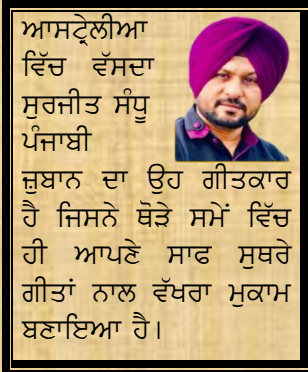 ਆਸਟ੍ਰੇਲੀਆ
ਵਿੱਚ ਵੱਸਦਾ
ਸੁਰਜੀਤ ਸੰਧੂ
ਪੰਜਾਬੀ
ਜ਼ੁਬਾਨ ਦਾ ਉਹ ਗੀਤਕਾਰ
ਹੈ ਜਿਸਨੇ ਥੋੜੇ ਸਮੇਂ ਵਿੱਚ
ਹੀ ਆਪਣੇ ਸਾਫ ਸੁਥਰੇ
ਗੀਤਾਂ ਨਾਲ ਵੱਖਰਾ ਮੁਕਾਮ
ਬਣਾਇਆ ਹੈ।